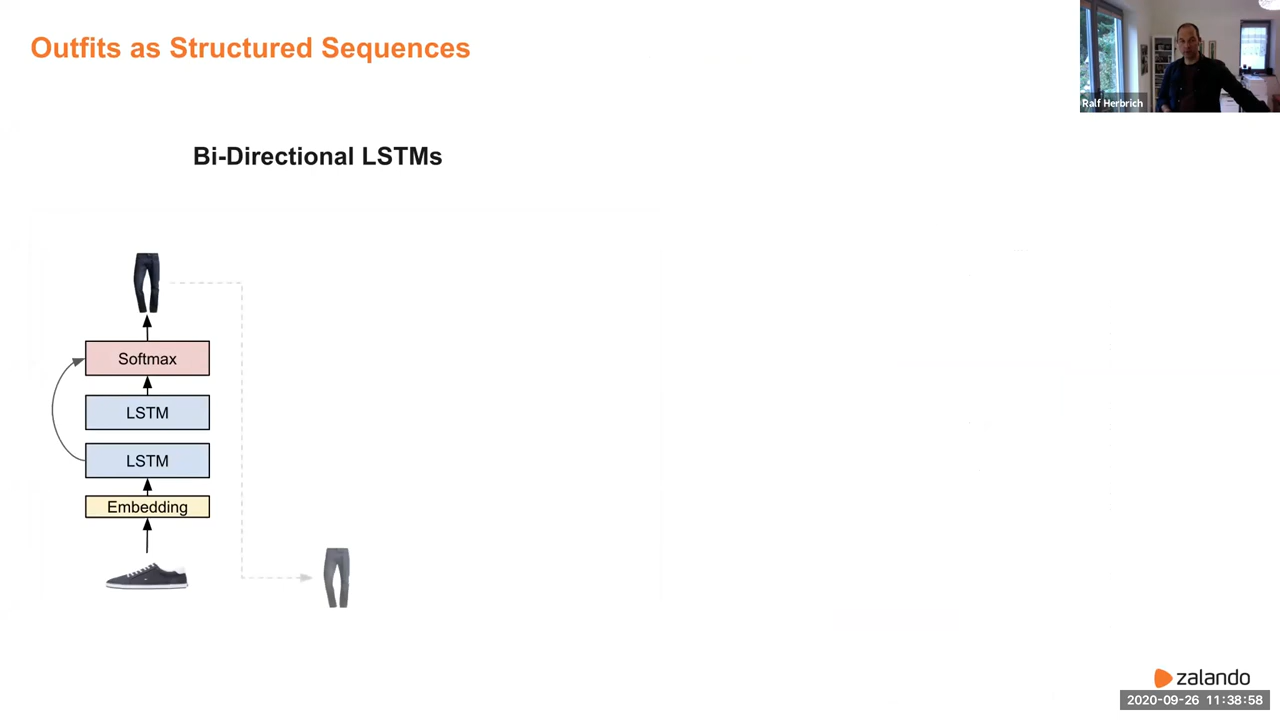 Outfits as Structured Sequences
Ralf Herbrich
Bi-Directional LSTMs
Softmax
LSTM
LSTM
Embedding
zalando
2020-09-26 11:38:58